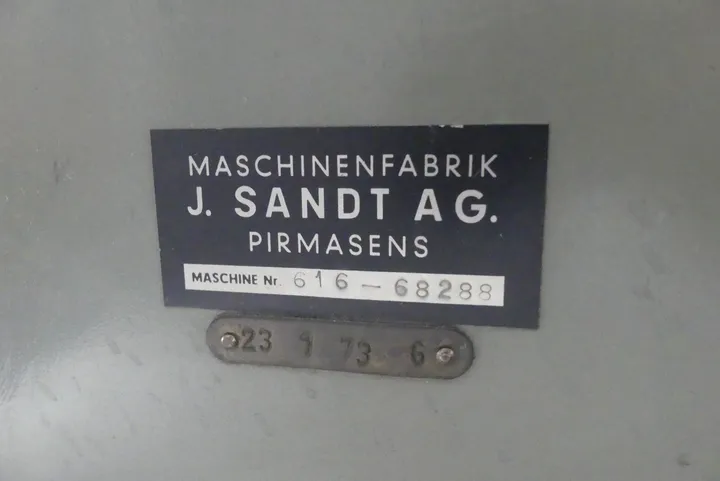 MASCHINENFABRIK
J. SANDT AG.
PIRMASENS
MASCHINE Nr. 616-68288
23 1 73 6